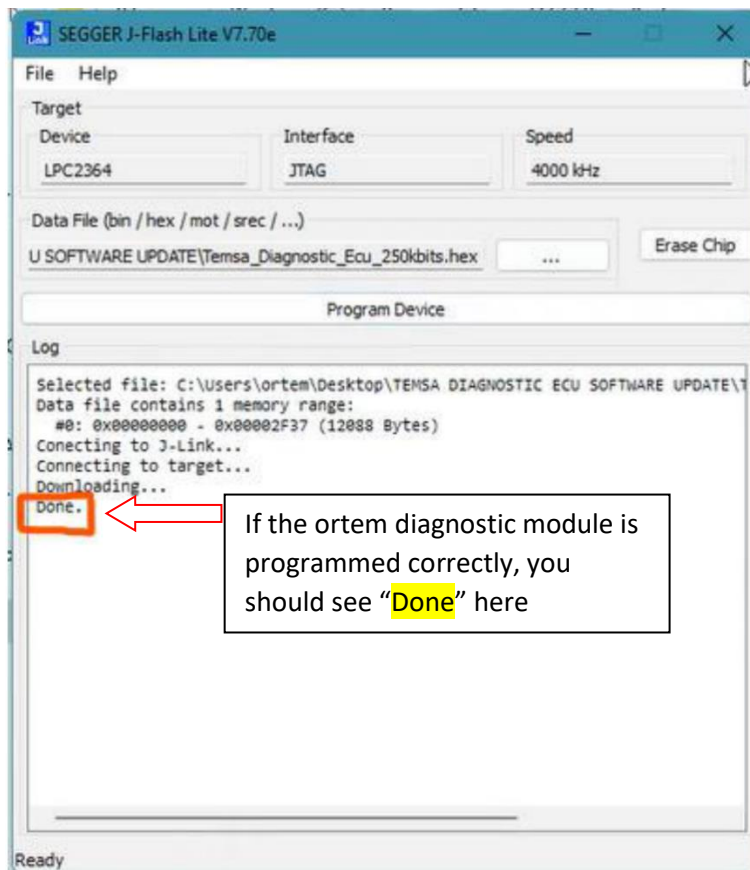 J
Link
SEGGER J-Flash Lite V7.70e
File Help
Target
Device Interface Speed
LPC2364 JTAG 4000 kHz
Data File (bin / hex / mot / srec / ...)
U SOFTWARE UPDATE\Temsa_Diagnostic_Ecu_250kbits.hex ... Erase Chip
Program Device
Log
Selected file: C:\Users\ortem\Desktop\TEMSA DIAGNOSTIC ECU SOFTWARE UPDATE\T
Data file contains 1 memory range:
#0: 0x00000000 - 0x00002F37 (12088 Bytes)
Conecting to J-Link...
Connecting to target...
Downloading...
Done.
If the ortem diagnostic module is
programmed correctly, you
should see “Done” here
Ready